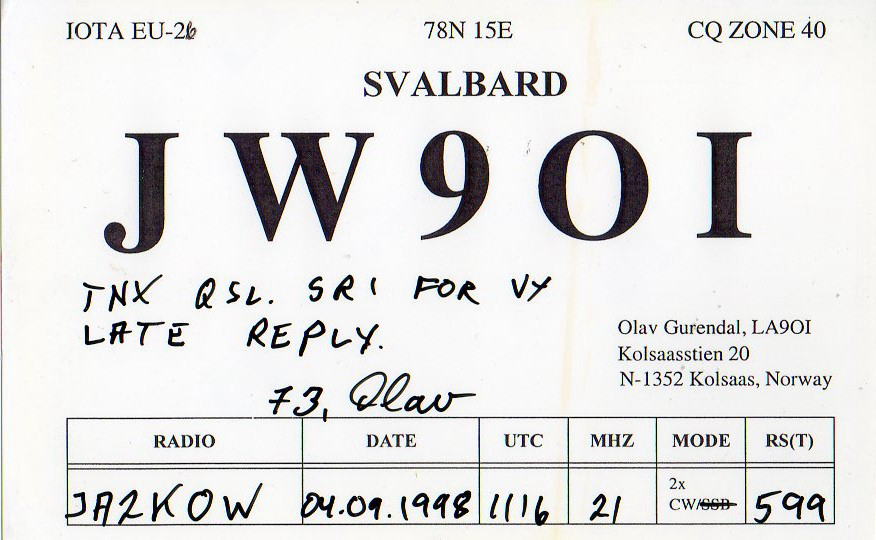 IOTA EU-26 78N 15E CQ ZONE 40
SVALBARD
JW9OI
TNX QSL. SRI FOR VY
LATE REPLY.
73, Olav
Olav Gurendal, LA9OI
Kolsaasstien 20
N-1352 Kolsaas, Norway
RADIO DATE UTC MHZ MODE RS(T)
JA2KOW 04.09.1998 1116 21 2x CW/SSB 599